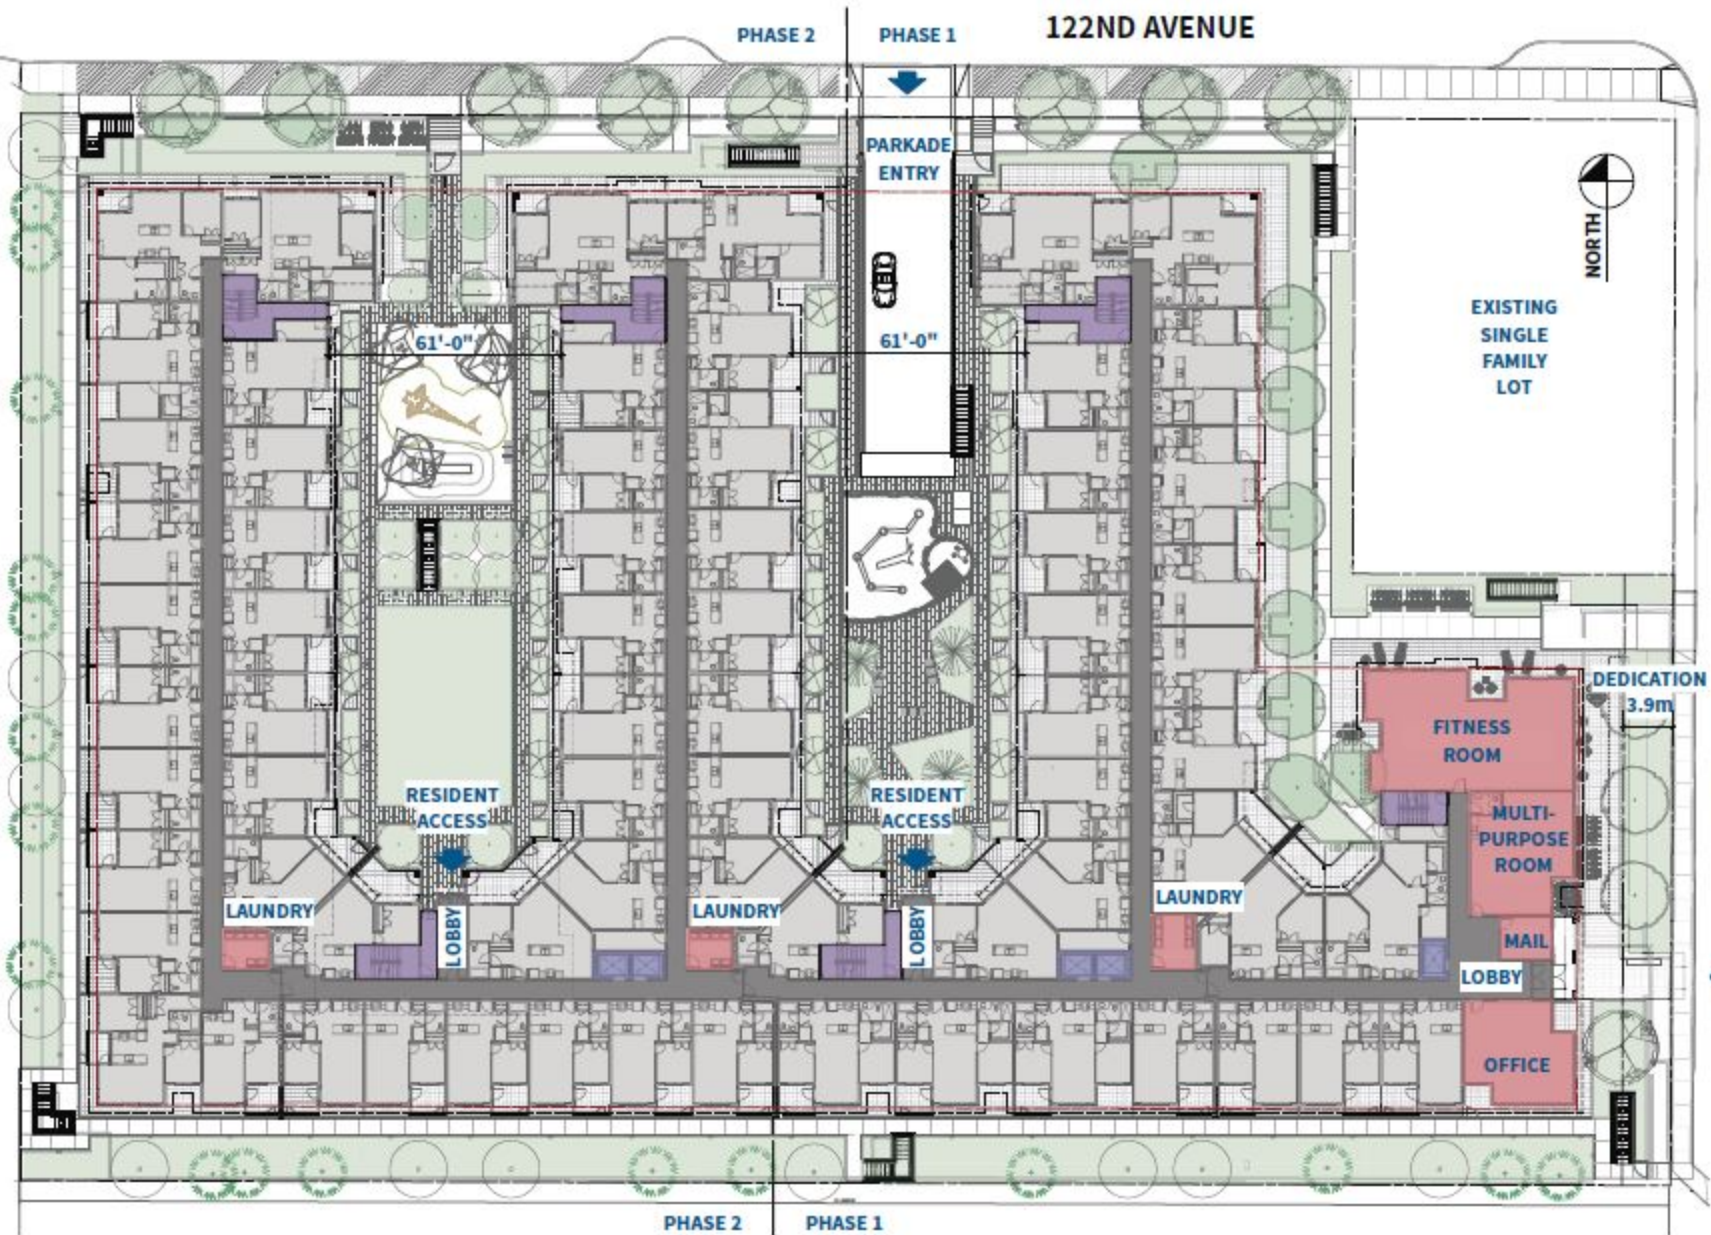 122ND AVENUE
PHASE 2
PHASE 1
PARKADE
ENTRY
NORTH
EXISTING
SINGLE
FAMILY
LOT
61'-0"
61'-0"
DEDICATION
3.9m
FITNESS
ROOM
RESIDENT
ACCESS
RESIDENT
ACCESS
MULTI-
PURPOSE
ROOM
LAUNDRY
LOBBY
LAUNDRY
LOBBY
LAUNDRY
MAIL
LOBBY
OFFICE
PHASE 2
PHASE 1